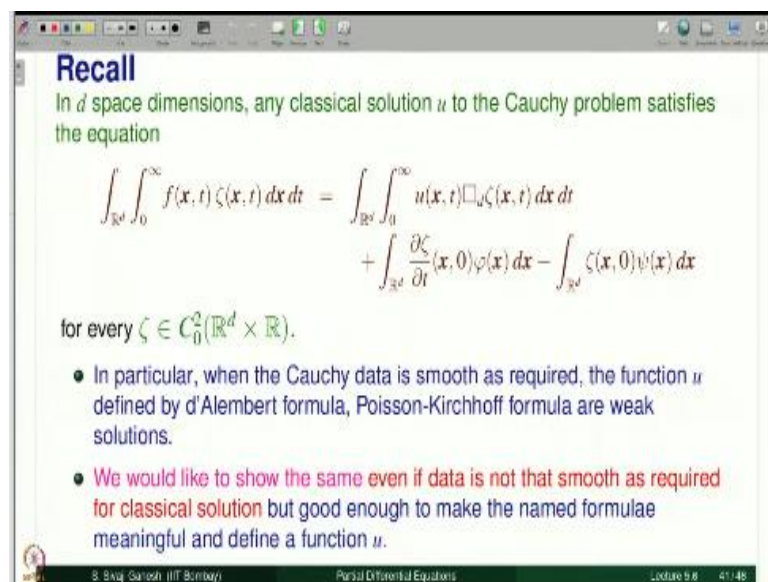 Recall
In d space dimensions, any classical solution u to the Cauchy problem satisfies
the equation
∫_{ℝ^d} ∫_0^∞ f(x, t) ζ(x, t) dx dt = ∫_{ℝ^d} ∫_0^∞ u(x, t)□_d ζ(x, t) dx dt
+ ∫_{ℝ^d} ∂ζ/∂t (x, 0)φ(x) dx − ∫_{ℝ^d} ζ(x, 0)ψ(x) dx
for every ζ ∈ C_0^2(ℝ^d × ℝ).
• In particular, when the Cauchy data is smooth as required, the function u
defined by d'Alembert formula, Poisson-Kirchhoff formula are weak
solutions.
• We would like to show the same even if data is not that smooth as required
for classical solution but good enough to make the named formulae
meaningful and define a function u.
S. Sivaji Ganesh (IIT Bombay) Partial Differential Equations Lecture 5.6 41/48